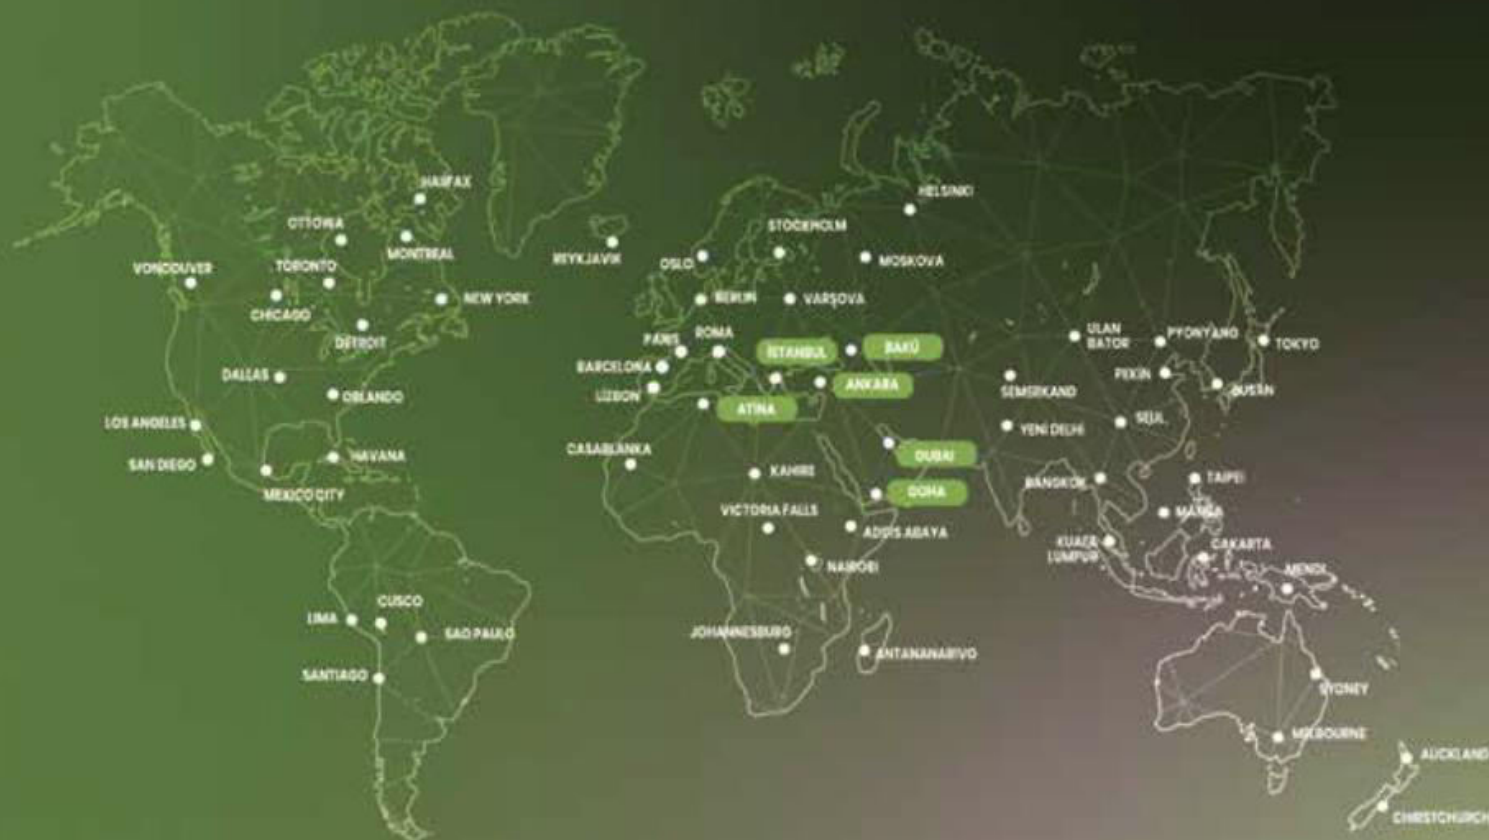 HALIFAX
OTTOWA
MONTREAL
VONCOUVER
TORONTO
CHICAGO
NEW YORK
DETROIT
DALLAS
ORLANDO
LOS ANGELES
SAN DIEGO
HAVANA
MEXICO CITY
LIMA
CUSCO
SAO PAULO
SANTIAGO
REYKJAVIK
HELSINKI
STOCKHOLM
OSLO
MOSKOVA
BERLIN
VARŞOVA
PARIS
ROMA
BARCELONA
LİZBON
İSTANBUL
BAKÜ
ANKARA
ATİNA
CASABLANKA
KAHİRE
DUBAI
DOHA
VICTORIA FALLS
ADDIS ABAYA
NAIROBI
JOHANNESBURG
ANTANANARIVO
ULAN
BATOR
PYONYANG
TOKYO
SEMERKAND
PEKİN
BUSAN
YENİ DELHİ
SEUL
BANGKOK
TAIPEI
MANILA
KUALA
LUMPUR
CAKARTA
MENDI
SYDNEY
MELBOURNE
AUCKLAND
CHRISTCHURCH